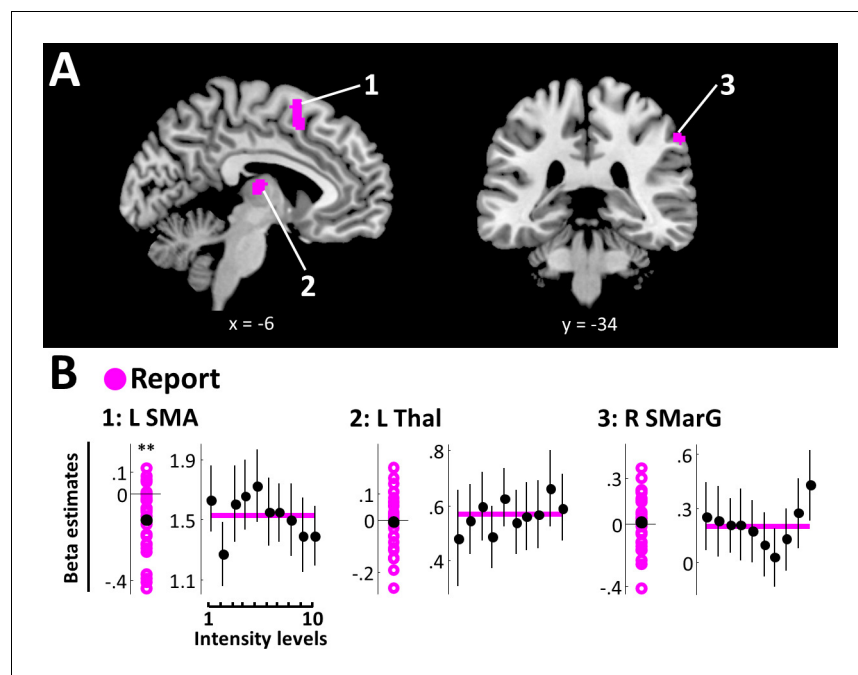 A
1
3
2
x = -6
y = -34
B
Report
1: L SMA
2: L Thal
3: R SMarG
Beta estimates
**
.1
0
-.4
1.9
1.5
1.1
1
10
Intensity levels
.1
0
-.2
.8
.6
.4
.3
0
-.4
.6
.3
0